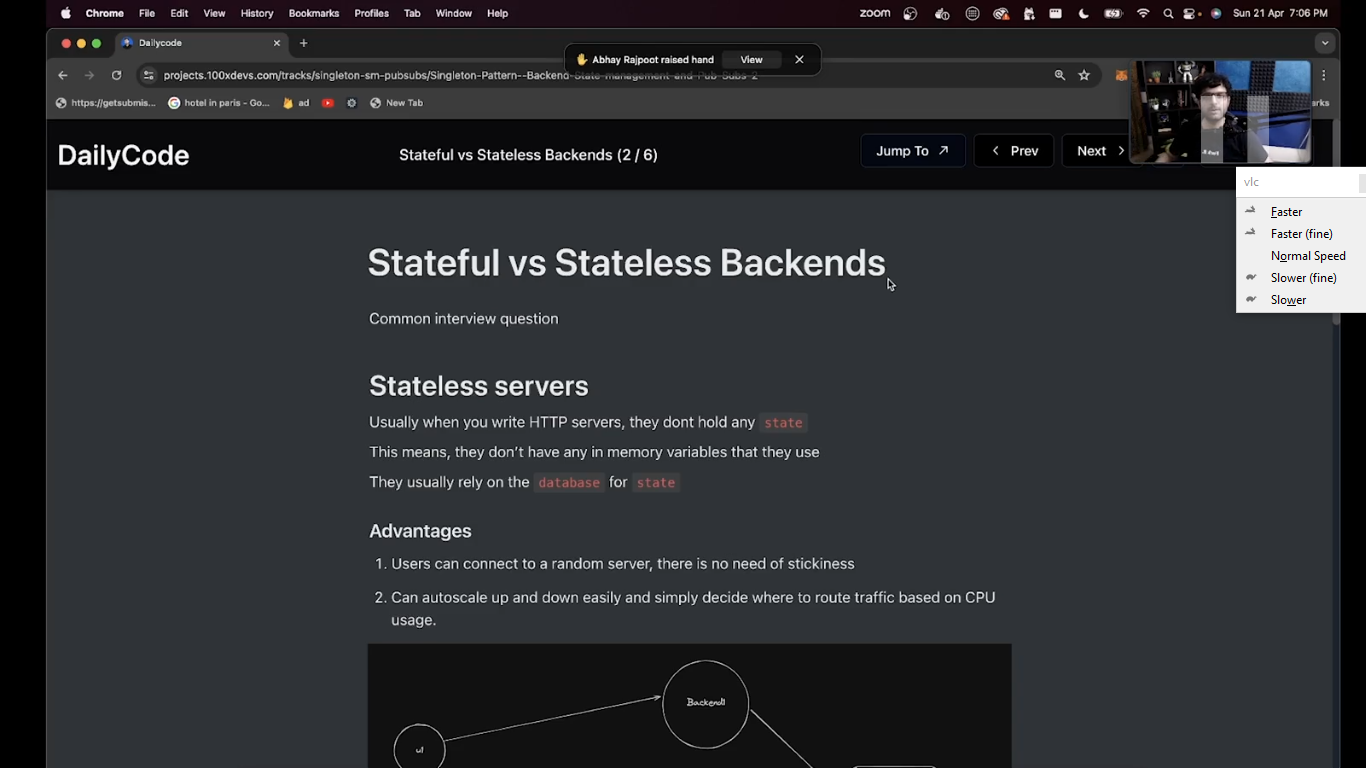 Chrome File Edit View History Bookmarks Profiles Tab Window Help zoom Sun 21 Apr 7:06 PM
Dailycode
Abhay Rajpoot raised hand View
projects.100xdevs.com/tracks/singleton-sm-pubsubs/Singleton-Pattern--Backend-State-management-and-Pub-Subs-2
https://getsubmis... hotel in paris - Go... ad New Tab
DailyCode
Stateful vs Stateless Backends (2 / 6)
Jump To
Prev
Next
vlc
Faster
Faster (fine)
Normal Speed
Slower (fine)
Slower
Stateful vs Stateless Backends
Common interview question
Stateless servers
Usually when you write HTTP servers, they dont hold any state
This means, they don’t have any in memory variables that they use
They usually rely on the database for state
Advantages
1. Users can connect to a random server, there is no need of stickiness
2. Can autoscale up and down easily and simply decide where to route traffic based on CPU
usage.
Backend1
u1